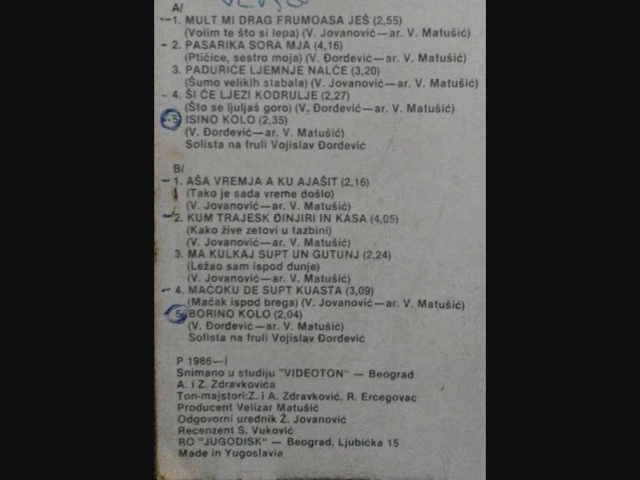 A/
1. MULT MI DRAG FRUMOASA JEŠ (2,55)
(Volim te što si lepa) (V. Jovanović—ar. V. Matušić)
2. PASARIKA SORA MJA (4,16)
(Ptičice, sestro moja) (V. Đorđević—ar. V. Matušić)
3. PADURIĆE LJEMNJE NALĆE (3,20)
(Šumo velikih stabala) (V. Jovanović—ar. V. Matušić)
4. ŠI ĆE LJEZI KODRULJE (2,27)
(Što se ljuljaš goro) (V. Đorđević—ar. V. Matušić)
5. ISINO KOLO (2,35)
(V. Đorđević—ar. V. Matušić)
Solista na fruli Vojislav Đorđević
B/
1. AŠA VREMJA A KU AJAŠIT (2,16)
(Tako je sada vreme došlo)
(V. Jovanović—ar. V. Matušić)
2. KUM TRAJESK ĐINJIRI IN KASA (4,05)
(Kako žive zetovi u tazbini)
(V. Jovanović—ar. V. Matušić)
3. MA KULKAJ SUPT UN GUTUNJ (2,24)
(Ležao sam ispod dunje)
(V. Jovanović—ar. V. Matušić)
4. MAĆOKU DE SUPT KUASTA (3,09)
(Mačak ispod brega) (V. Jovanović—ar. V. Matušić)
5. BORINO KOLO (2,04)
(V. Đorđević—ar. V. Matušić)
Solista na fruli Vojislav Đorđević
P 1986—I
Snimano u studiju "VIDEOTON" — Beograd
A. i Z. Zdravkovića
Ton-majstori:Z. i A. Zdravković, R. Ercegovac
Producent Velizar Matušić
Odgovorni urednik Ž. Jovanović
Recenzent S. Vuković
RO "JUGODISK" — Beograd, Ljubićka 15
Made in Yugoslavia